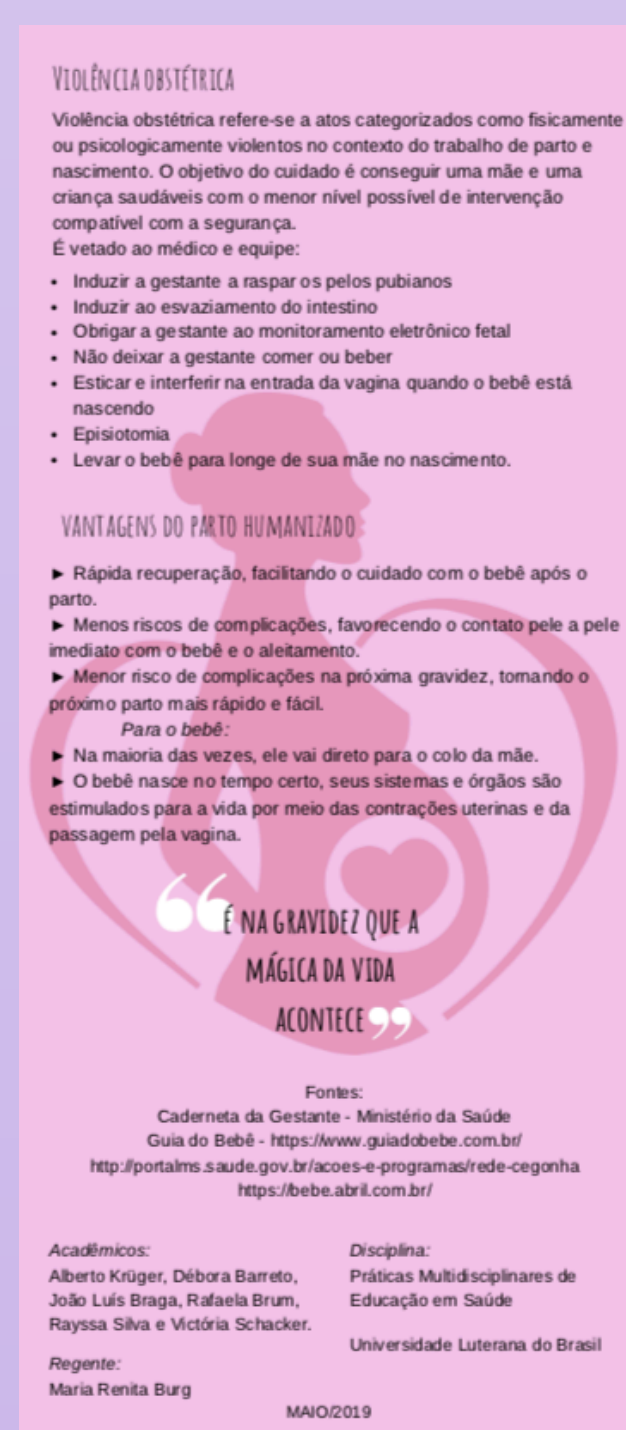 VIOLÊNCIA OBSTÉTRICA
Violência obstétrica refere-se a atos categorizados como fisicamente
ou psicologicamente violentos no contexto do trabalho de parto e
nascimento. O objetivo do cuidado é conseguir uma mãe e uma
criança saudáveis com o menor nível possível de intervenção
compatível com a segurança.
É vetado ao médico e equipe:
• Induzir a gestante a raspar os pelos pubianos
• Induzir ao esvaziamento do intestino
• Obrigar a gestante ao monitoramento eletrônico fetal
• Não deixar a gestante comer ou beber
• Esticar e interferir na entrada da vagina quando o bebê está
nascendo
• Episiotomia
• Levar o bebê para longe de sua mãe no nascimento.
VANTAGENS DO PARTO HUMANIZADO
► Rápida recuperação, facilitando o cuidado com o bebê após o
parto.
► Menos riscos de complicações, favorecendo o contato pele a pele
imediato com o bebê e o aleitamento.
► Menor risco de complicações na próxima gravidez, tornando o
próximo parto mais rápido e fácil.
Para o bebê:
► Na maioria das vezes, ele vai direto para o colo da mãe.
► O bebê nasce no tempo certo, seus sistemas e órgãos são
estimulados para a vida por meio das contrações uterinas e da
passagem pela vagina.
“É NA GRAVIDEZ QUE A
MÁGICA DA VIDA
ACONTECE”
Fontes:
Caderneta da Gestante - Ministério da Saúde
Guia do Bebê - https://www.guiadobebe.com.br/
http://portalms.saude.gov.br/acoes-e-programas/rede-cegonha
https://bebe.abril.com.br/
Acadêmicos:
Alberto Krüger, Débora Barreto,
João Luís Braga, Rafaela Brum,
Rayssa Silva e Victória Schacker.
Regente:
Maria Renita Burg
Disciplina:
Práticas Multidisciplinares de
Educação em Saúde
Universidade Luterana do Brasil
MAIO/2019